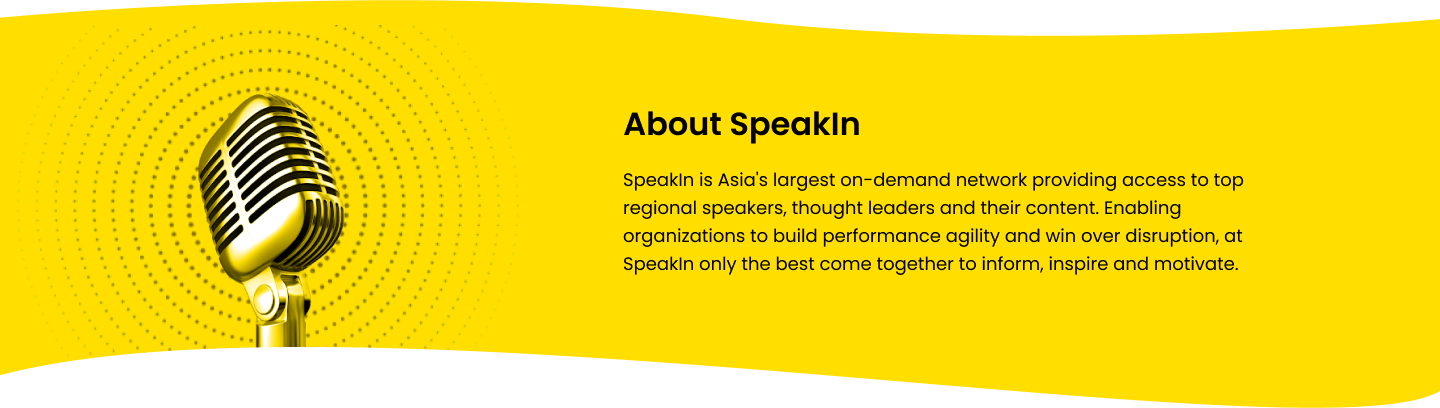 About SpeakIn
SpeakIn is Asia's largest on-demand network providing access to top
regional speakers, thought leaders and their content. Enabling
organizations to build performance agility and win over disruption, at
SpeakIn only the best come together to inform, inspire and motivate.